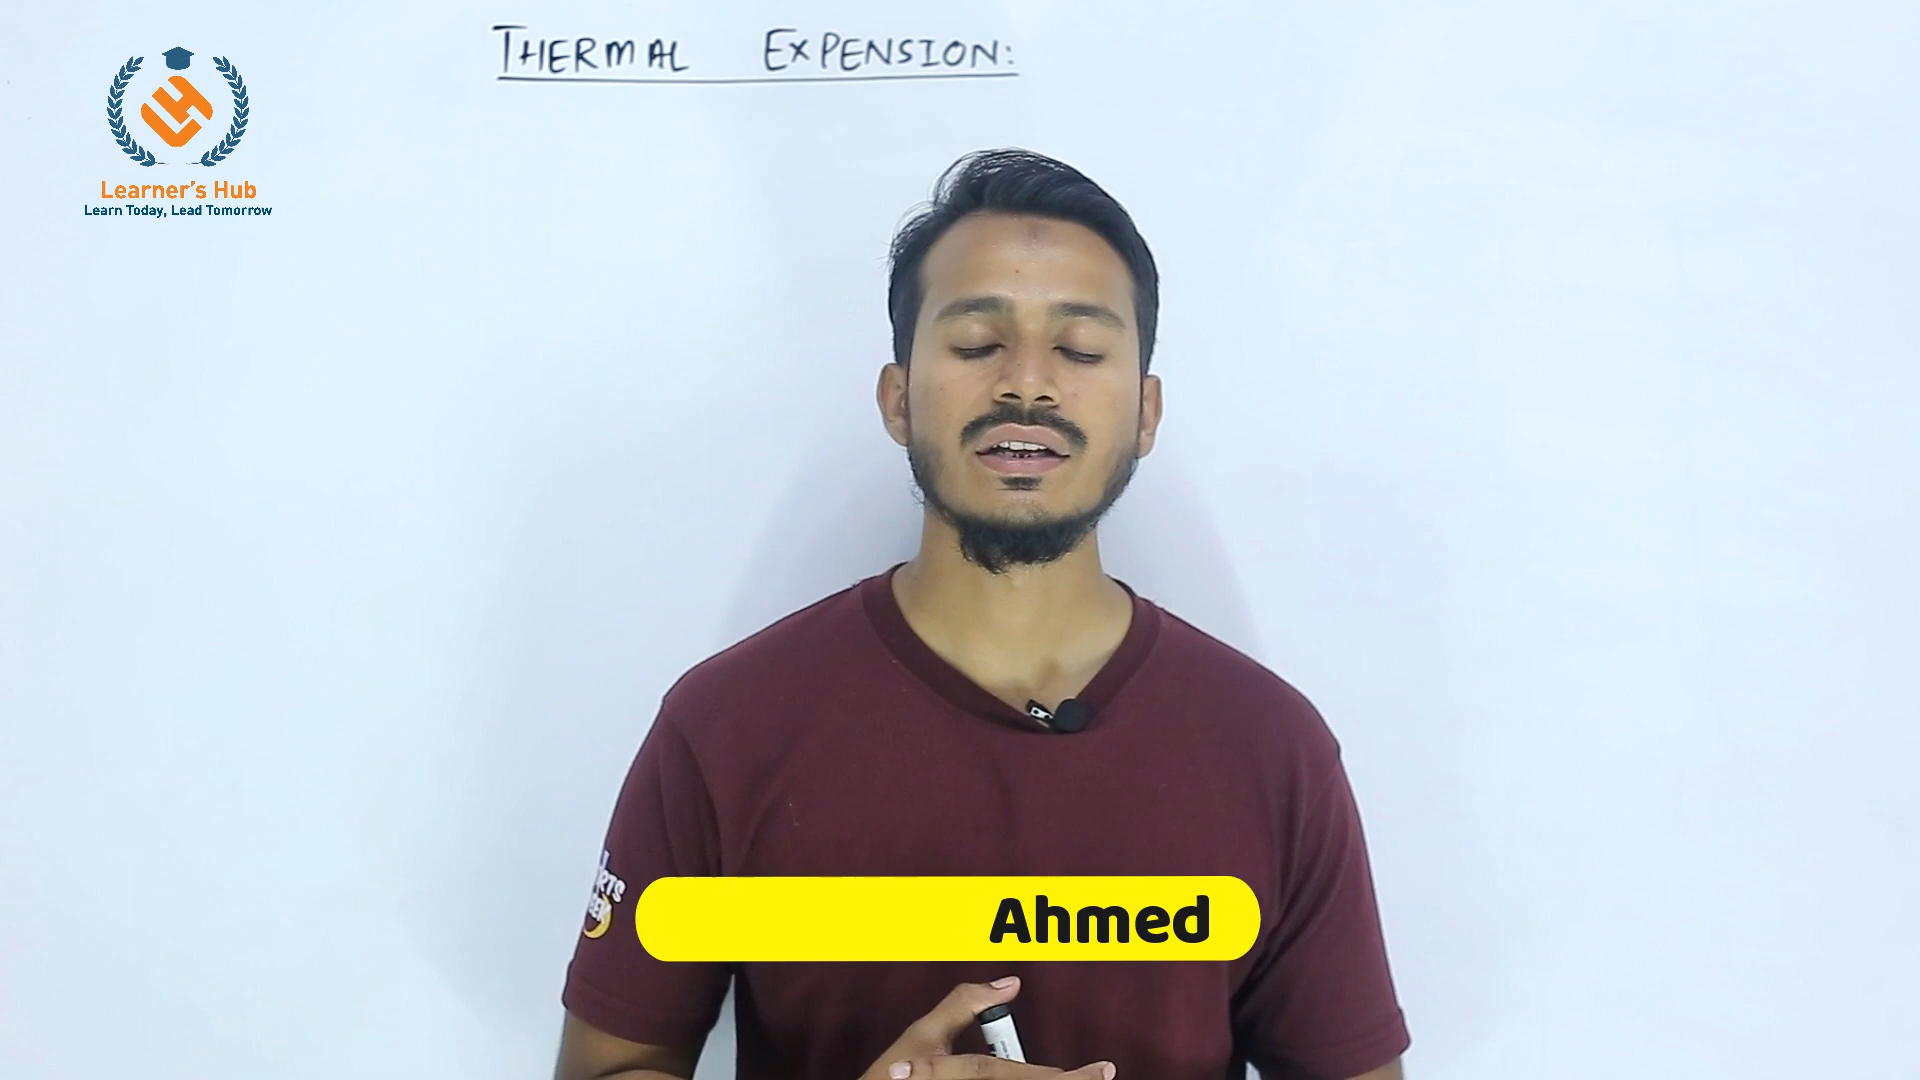 THERMAL EXPENSION:
Learner's Hub
Learn Today, Lead Tomorrow
Ahmed